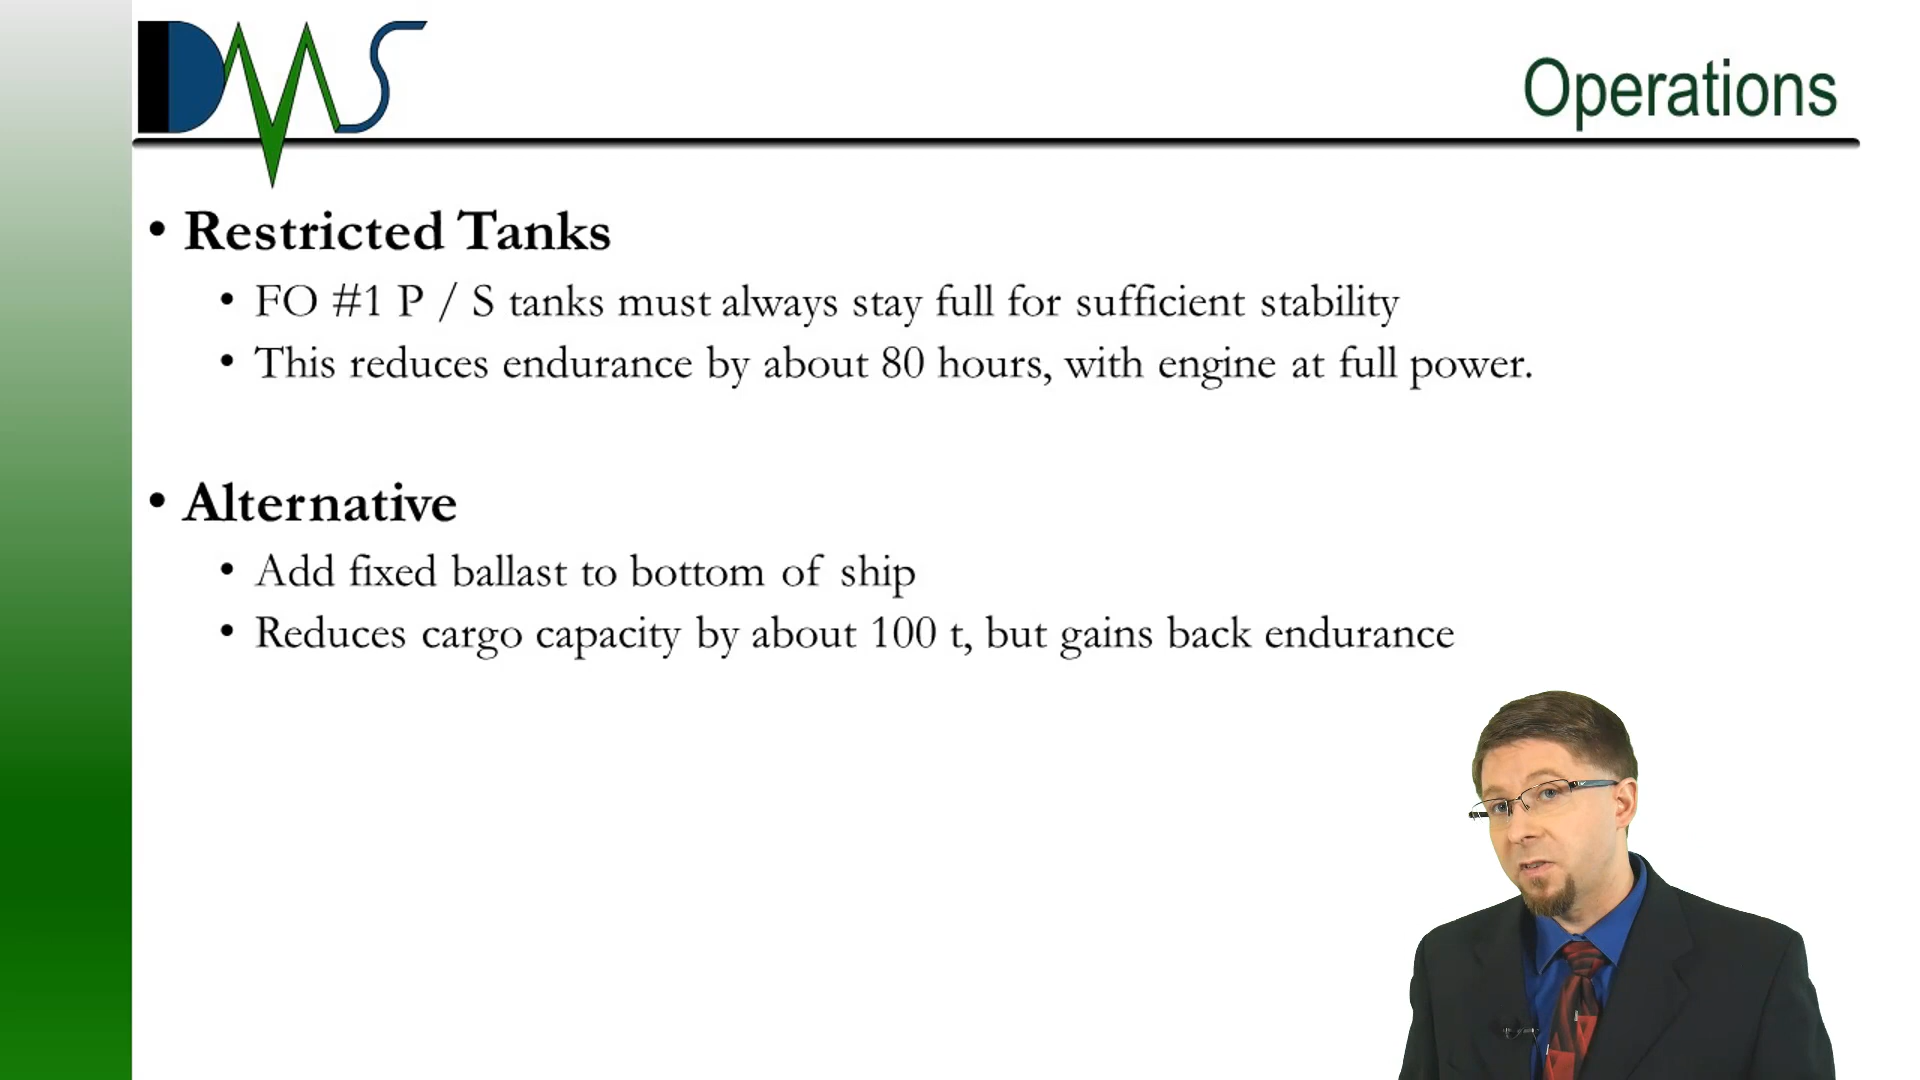 DMS
Operations
• Restricted Tanks
• FO #1 P / S tanks must always stay full for sufficient stability
• This reduces endurance by about 80 hours, with engine at full power.
• Alternative
• Add fixed ballast to bottom of ship
• Reduces cargo capacity by about 100 t, but gains back endurance